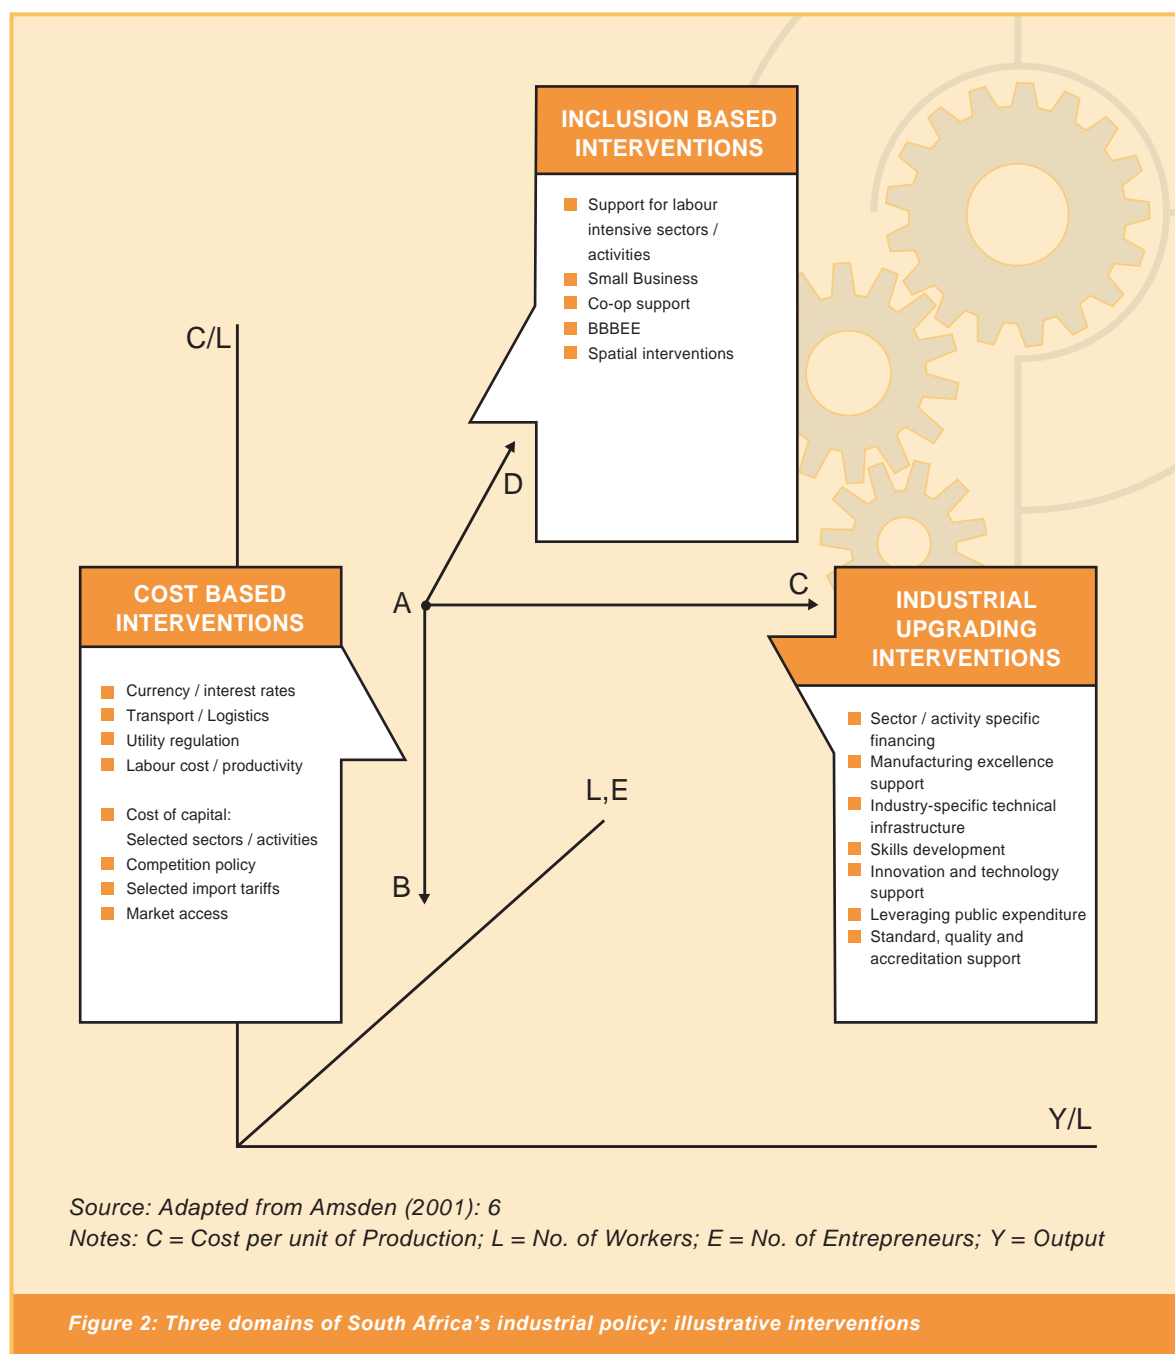 INCLUSION BASED
INTERVENTIONS
Support for labour
intensive sectors /
activities
Small Business
Co-op support
BBBEE
Spatial interventions
C/L
D
A
C
COST BASED
INTERVENTIONS
Currency / interest rates
Transport / Logistics
Utility regulation
Labour cost / productivity
Cost of capital:
Selected sectors / activities
Competition policy
Selected import tariffs
Market access
INDUSTRIAL
UPGRADING
INTERVENTIONS
Sector / activity specific
financing
Manufacturing excellence
support
Industry-specific technical
infrastructure
Skills development
Innovation and technology
support
Leveraging public expenditure
Standard, quality and
accreditation support
L,E
B
Y/L
Source: Adapted from Amsden (2001): 6
Notes: C = Cost per unit of Production; L = No. of Workers; E = No. of Entrepreneurs; Y = Output
Figure 2: Three domains of South Africa's industrial policy: illustrative interventions